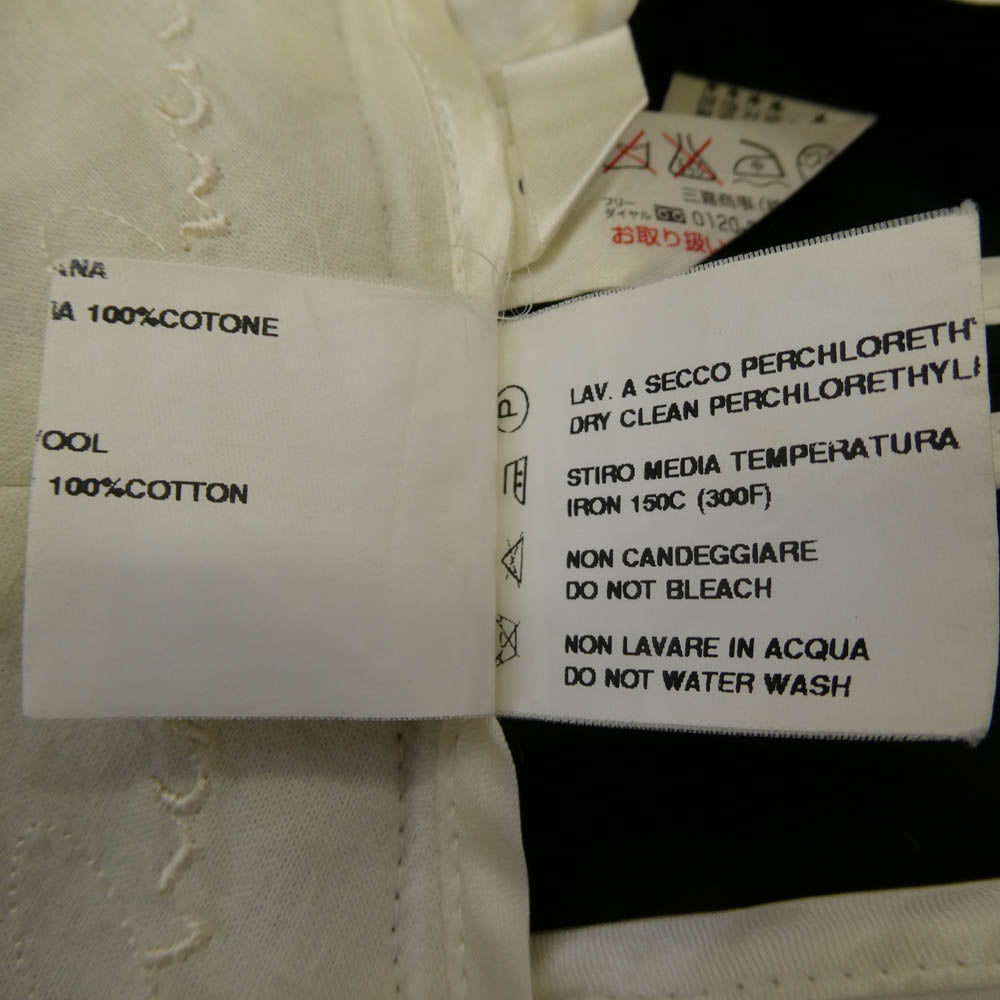 100%COTONE
100%COTTON
P
LAV. A SECCO PERCHLORETH
DRY CLEAN PERCHLORETHYL
STIRO MEDIA TEMPERATURA
IRON 150C (300F)
NON CANDEGGIARE
DO NOT BLEACH
NON LAVARE IN ACQUA
DO NOT WATER WASH
三喜商事(株
フリー
ダイヤル 0120
お取り扱い